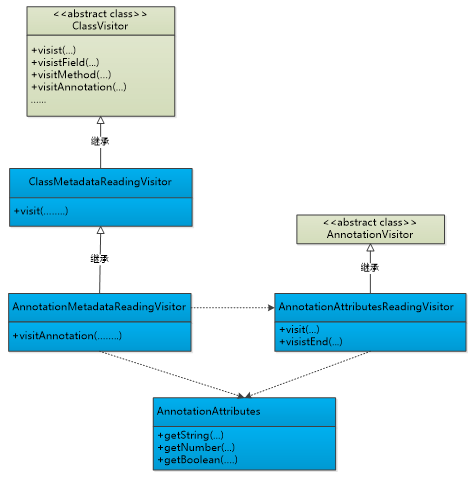 <<abstract class>>
ClassVisitor
+visist(...)
+visistField(...)
+visitMethod(...)
+visitAnnotation(...)
......
继承
ClassMetadataReadingVisitor
+visit(........)
继承
<<abstract class>>
AnnotationVisitor
继承
AnnotationMetadataReadingVisitor
+visitAnnotation(........)
AnnotationAttributesReadingVisitor
+visit(...)
+visistEnd(...)
AnnotationAttributes
+getString(...)
+getNumber(...)
+getBoolean(....)